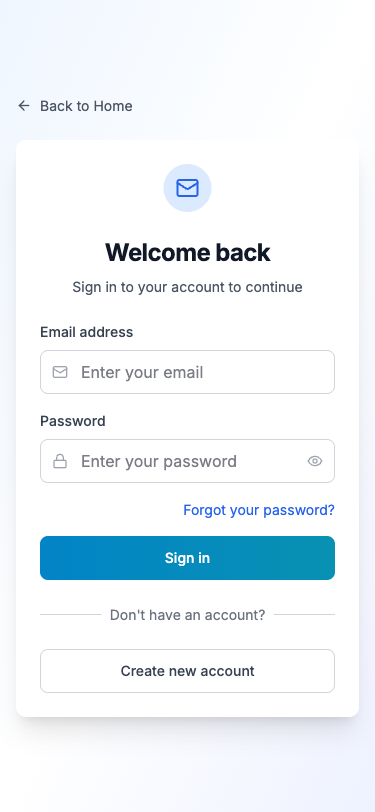 Back to Home
Welcome back
Sign in to your account to continue
Email address
Enter your email
Password
Enter your password
Forgot your password?
Sign in
Don't have an account?
Create new account